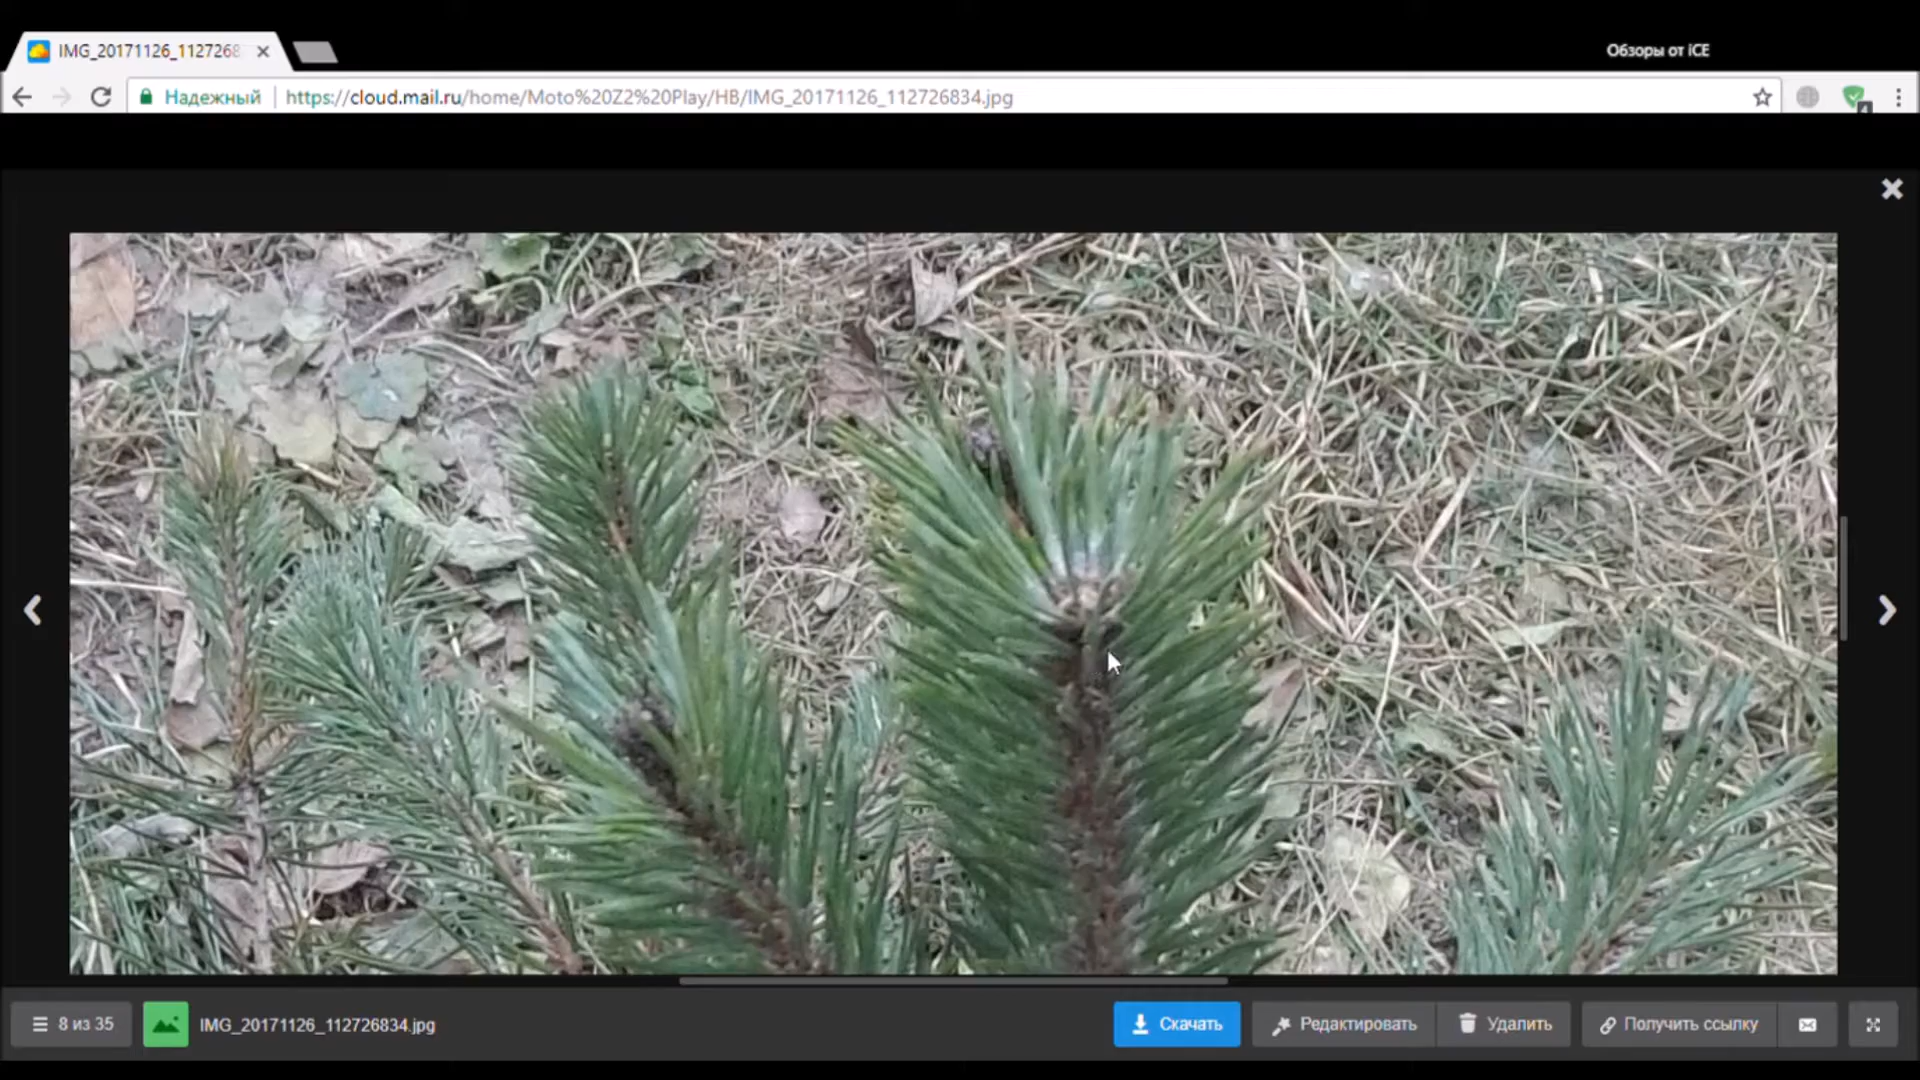 IMG_20171126_1127268
Обзоры от iCE
Надежный
https://cloud.mail.ru/home/Moto%20Z2%20Play/HB/IMG_20171126_112726834.jpg
8 из 35
IMG_20171126_112726834.jpg
Скачать
Редактировать
Удалить
Получить ссылку